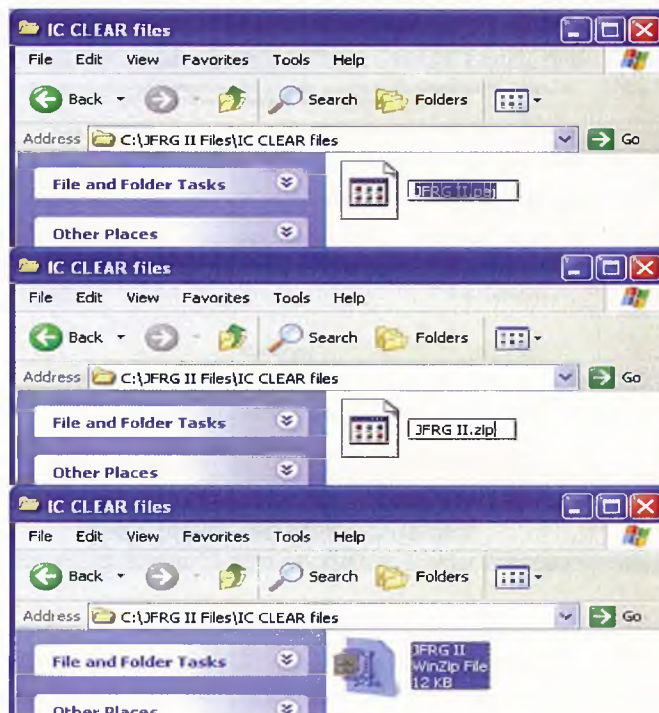 IC CLEAR files
File Edit View Favorites Tools Help
Back Search Folders
Address C:\JFRG II Files\IC CLEAR files Go
File and Folder Tasks
JFRG II.paj
Other Places
IC CLEAR files
File Edit View Favorites Tools Help
Back Search Folders
Address C:\JFRG II Files\IC CLEAR files Go
File and Folder Tasks
JFRG II.zip
Other Places
IC CLEAR files
File Edit View Favorites Tools Help
Back Search Folders
Address C:\JFRG II Files\IC CLEAR files Go
JFRG II
File and Folder Tasks
WinZip File
12 KB
Other Places